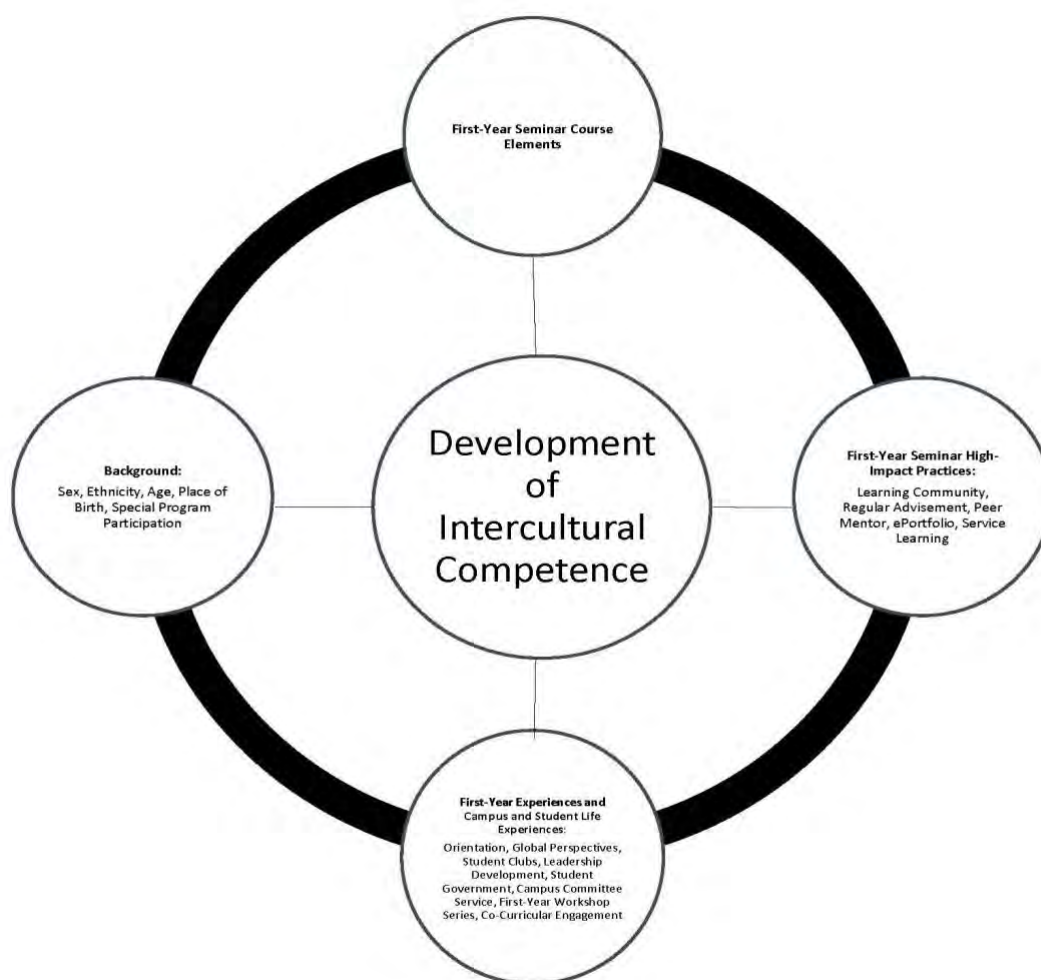 First-Year Seminar Course
Elements
Background:
Sex, Ethnicity, Age, Place of
Birth, Special Program
Participation
Development
of
Intercultural
Competence
First-Year Seminar High-
Impact Practices:
Learning Community,
Regular Advisement, Peer
Mentor, ePortfolio, Service
Learning
First-Year Experiences and
Campus and Student Life
Experiences:
Orientation, Global Perspectives,
Student Clubs, Leadership
Development, Student
Government, Campus Committee
Service, First-Year Workshop
Series, Co-Curricular Engagement